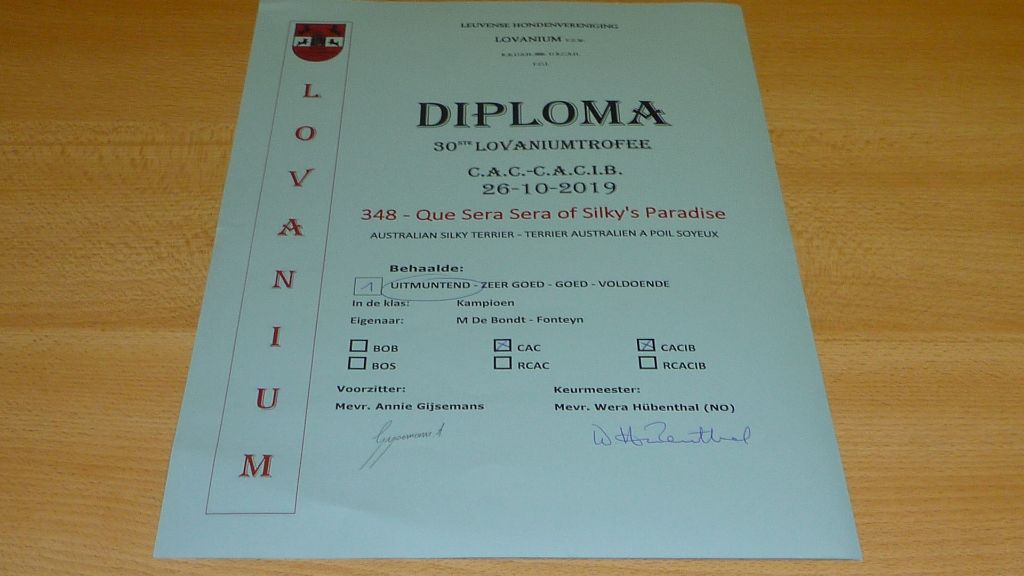 LEUVENSE HONDENVERENIGING
LOVANIUM v.z.w.
F.C.I.
LOVANIUM
DIPLOMA
30STE LOVANIUMTROFEE
C.A.C.-C.A.C.I.B.
26-10-2019
348 - Que Sera Sera of Silky's Paradise
AUSTRALIAN SILKY TERRIER - TERRIER AUSTRALIEN A POIL SOYEUX
Behaalde:
1 UITMUNTEND - ZEER GOED - GOED - VOLDOENDE
In de klas: Kampioen
Eigenaar: M De Bondt - Fonteyn
BOB CAC CACIB
BOS RCAC RCACIB
Voorzitter: Keurmeester:
Mevr. Annie Gijsemans Mevr. Wera Hübenthal (NO)